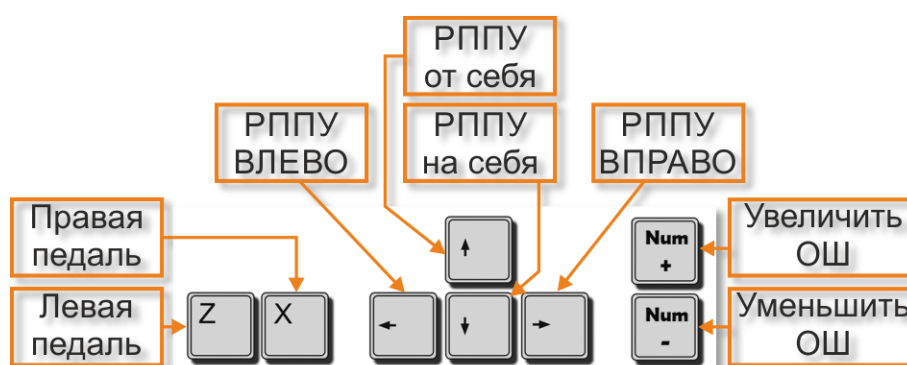 РППУ
от себя
РППУ
ВЛЕВО
РППУ
на себя
РППУ
ВПРАВО
Правая
педаль
Num
+
Увеличить
ОШ
Левая
педаль
Z
X
Num
-
Уменьшить
ОШ